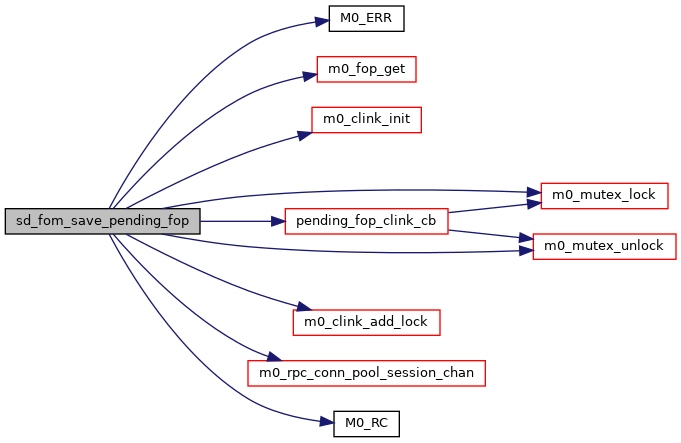 M0_ERR
m0_fop_get
m0_clink_init
m0_mutex_lock
sd_fom_save_pending_fop
pending_fop_clink_cb
m0_mutex_unlock
m0_clink_add_lock
m0_rpc_conn_pool_session_chan
M0_RC